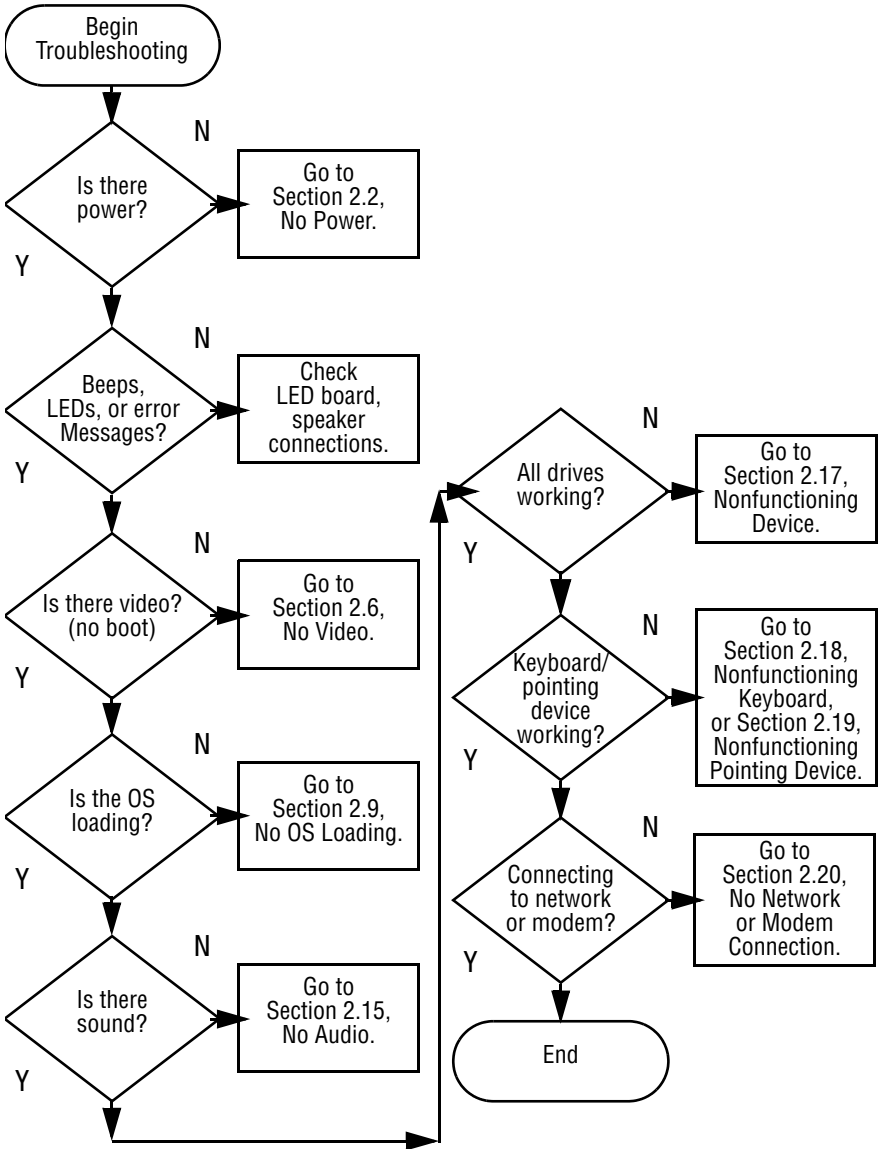 Begin
Troubleshooting
N
Is there
power?
Go to
Section 2.2,
No Power.
Y
N
Beeps,
LEDs, or error
Messages?
Check
LED board,
speaker
connections.
Y
N
Is there video?
(no boot)
Go to
Section 2.6,
No Video.
Y
N
Is the OS
loading?
Go to
Section 2.9,
No OS Loading.
Y
N
Is there
sound?
Go to
Section 2.15,
No Audio.
Y
N
All drives
working?
Go to
Section 2.17,
Nonfunctioning
Device.
Y
N
Keyboard/
pointing
device
working?
Go to
Section 2.18,
Nonfunctioning
Keyboard,
or Section 2.19,
Nonfunctioning
Pointing Device.
Y
N
Connecting
to network
or modem?
Go to
Section 2.20,
No Network
or Modem
Connection.
Y
End